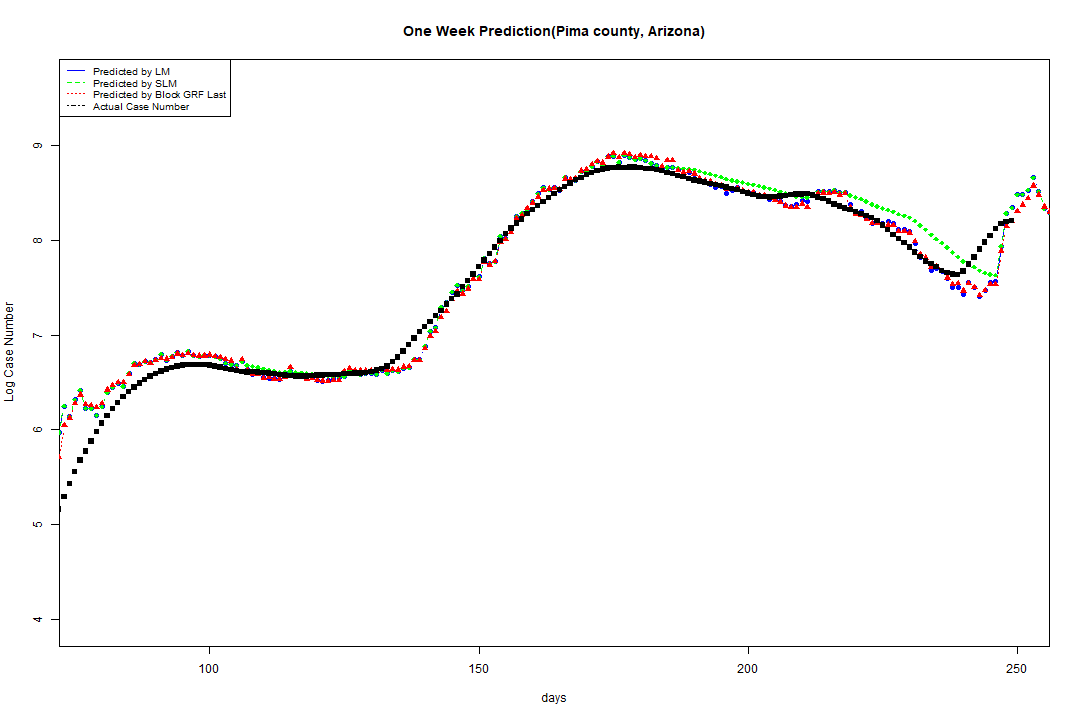 One Week Prediction(Pima county, Arizona)
Predicted by LM
Predicted by SLM
Predicted by Block GRF Last
Actual Case Number
9
8
7
6
5
4
Log Case Number
100 150 200 250
days